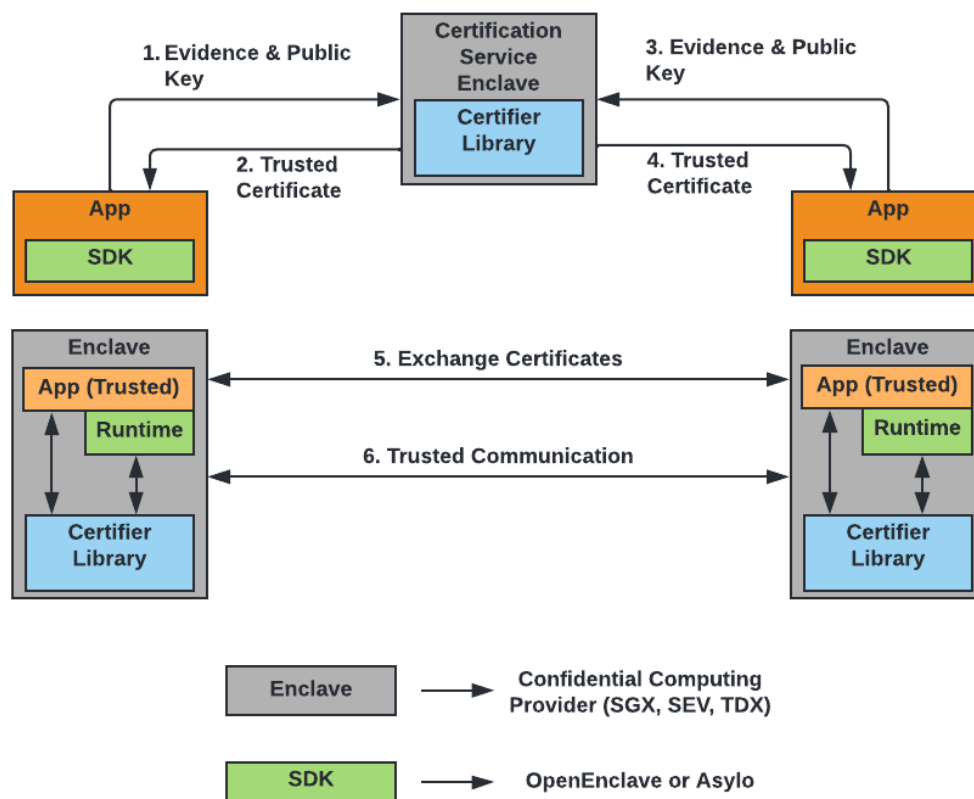 1. Evidence & Public
Key
Certification
Service
Enclave
Certifier
Library
3. Evidence & Public
Key
2. Trusted
Certificate
4. Trusted
Certificate
App
SDK
App
SDK
Enclave
App (Trusted)
Runtime
Certifier
Library
5. Exchange Certificates
6. Trusted Communication
Enclave
App (Trusted)
Runtime
Certifier
Library
Enclave
Confidential Computing
Provider (SGX, SEV, TDX)
SDK
OpenEnclave or Asylo